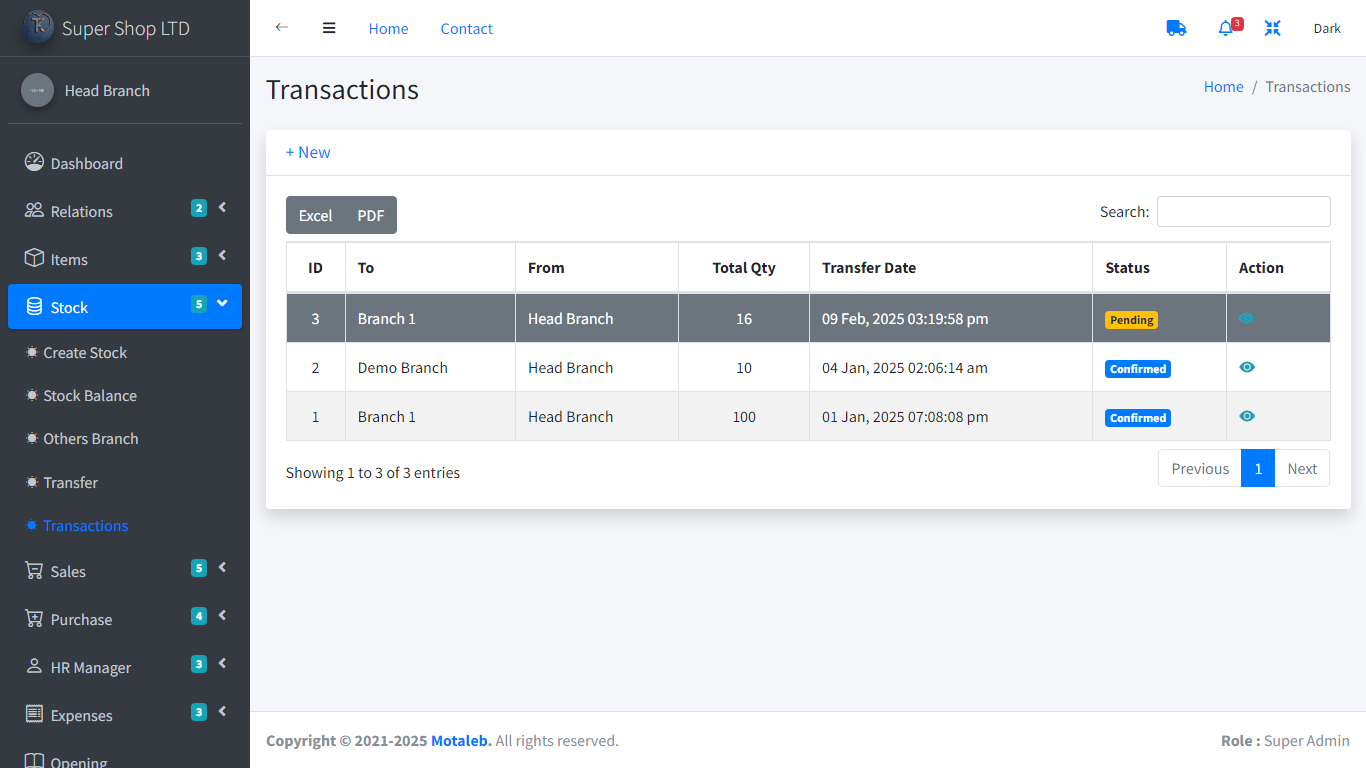 Super Shop LTD
Home Contact 3 Dark
Head Branch
Transactions
Home / Transactions
+ New
Dashboard
Relations 2
Items 3
Stock 5
Create Stock
Stock Balance
Others Branch
Transfer
Transactions
Sales 5
Purchase 4
HR Manager 3
Expenses 3
Opening
Excel PDF
Search:
ID To From Total Qty Transfer Date Status Action
3 Branch 1 Head Branch 16 09 Feb, 2025 03:19:58 pm Pending
2 Demo Branch Head Branch 10 04 Jan, 2025 02:06:14 am Confirmed
1 Branch 1 Head Branch 100 01 Jan, 2025 07:08:08 pm Confirmed
Showing 1 to 3 of 3 entries
Previous 1 Next
Copyright © 2021-2025 Motaleb. All rights reserved.
Role : Super Admin